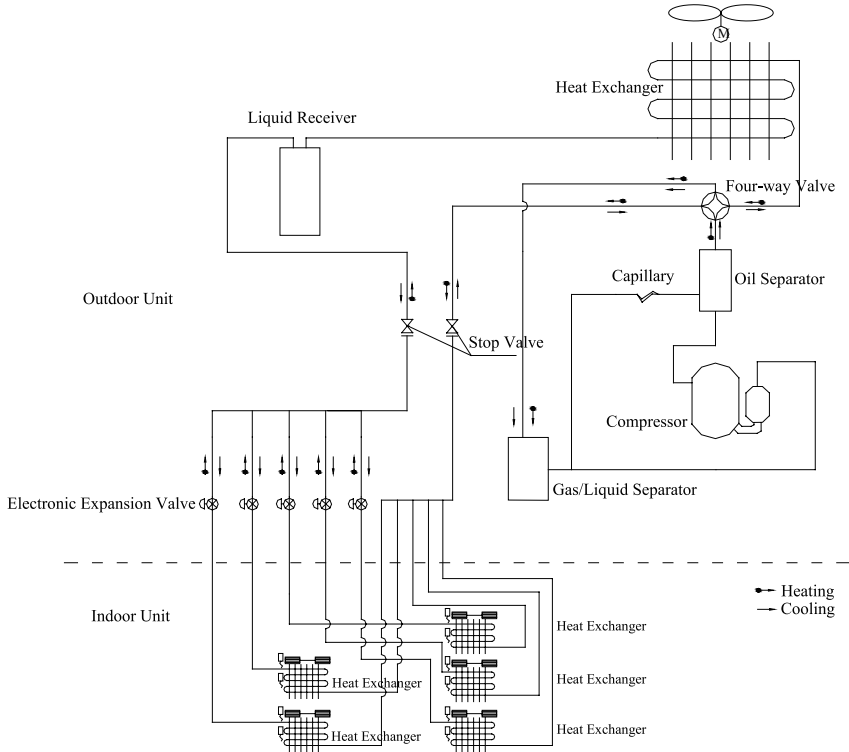 M
Heat Exchanger
Liquid Receiver
Four-way Valve
Capillary
Oil Separator
Outdoor Unit
Stop Valve
Compressor
Gas/Liquid Separator
Electronic Expansion Valve
Heating
Cooling
Indoor Unit
Heat Exchanger
Heat Exchanger
Heat Exchanger
Heat Exchanger
Heat Exchanger